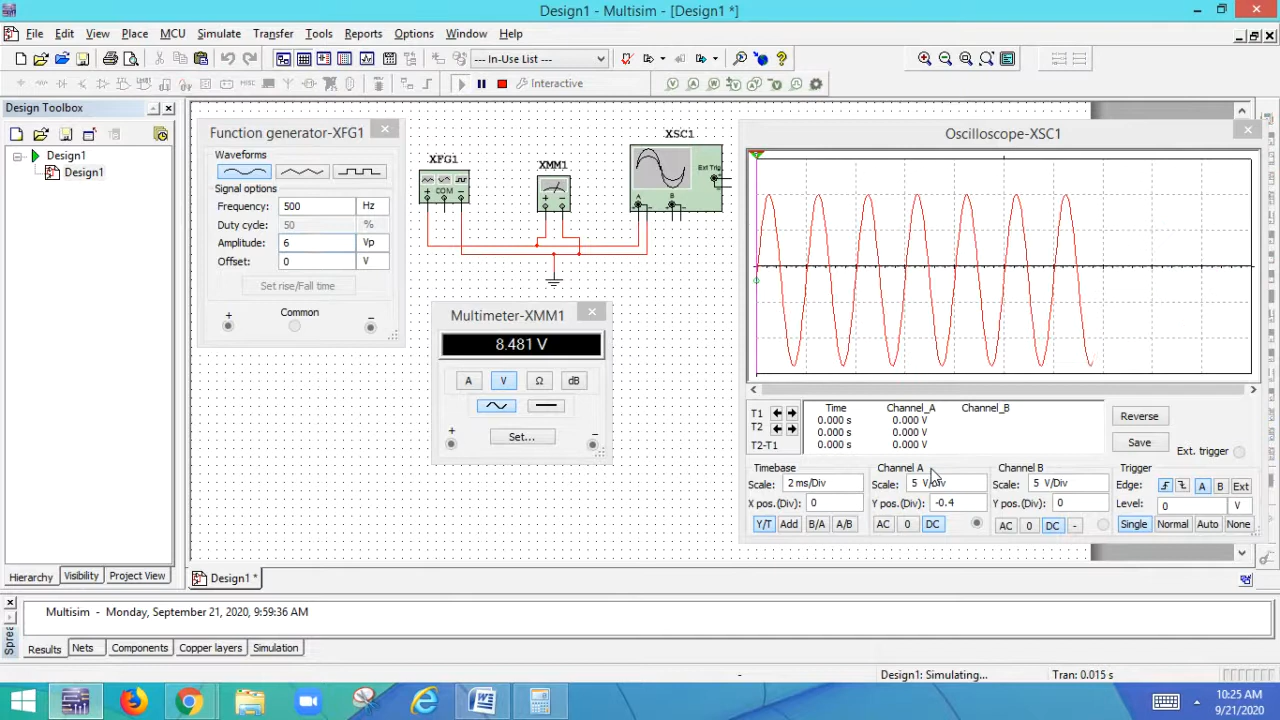 Design1 - Multisim - [Design1 *]
File Edit View Place MCU Simulate Transfer Tools Reports Options Window Help
--- In-Use List ---
Interactive
Design Toolbox
Design1
Design1
Function generator-XFG1
Waveforms
Signal options
Frequency: 500 Hz
Duty cycle: 50 %
Amplitude: 6 Vp
Offset: 0 V
Set rise/Fall time
Common
+ −
XFG1
COM
XMM1
XSC1
Ext Trig
A B
Multimeter-XMM1
8.481 V
A V Ω dB
Set...
+ −
Oscilloscope-XSC1
Time Channel_A Channel_B
T1 0.000 s 0.000 V
T2 0.000 s 0.000 V
T2-T1 0.000 s 0.000 V
Reverse
Save
Ext. trigger
Timebase
Scale: 2 ms/Div
X pos.(Div): 0
Y/T Add B/A A/B
Channel A
Scale: 5 V/Div
Y pos.(Div): -0.4
AC 0 DC
Channel B
Scale: 5 V/Div
Y pos.(Div): 0
AC 0 DC -
Trigger
Edge: A B Ext
Level: 0 V
Single Normal Auto None
Hierarchy Visibility Project View
Design1 *
Multisim - Monday, September 21, 2020, 9:59:36 AM
Spre
Results Nets Components Copper layers Simulation
- Design1: Simulating... Tran: 0.015 s
10:25 AM
9/21/2020